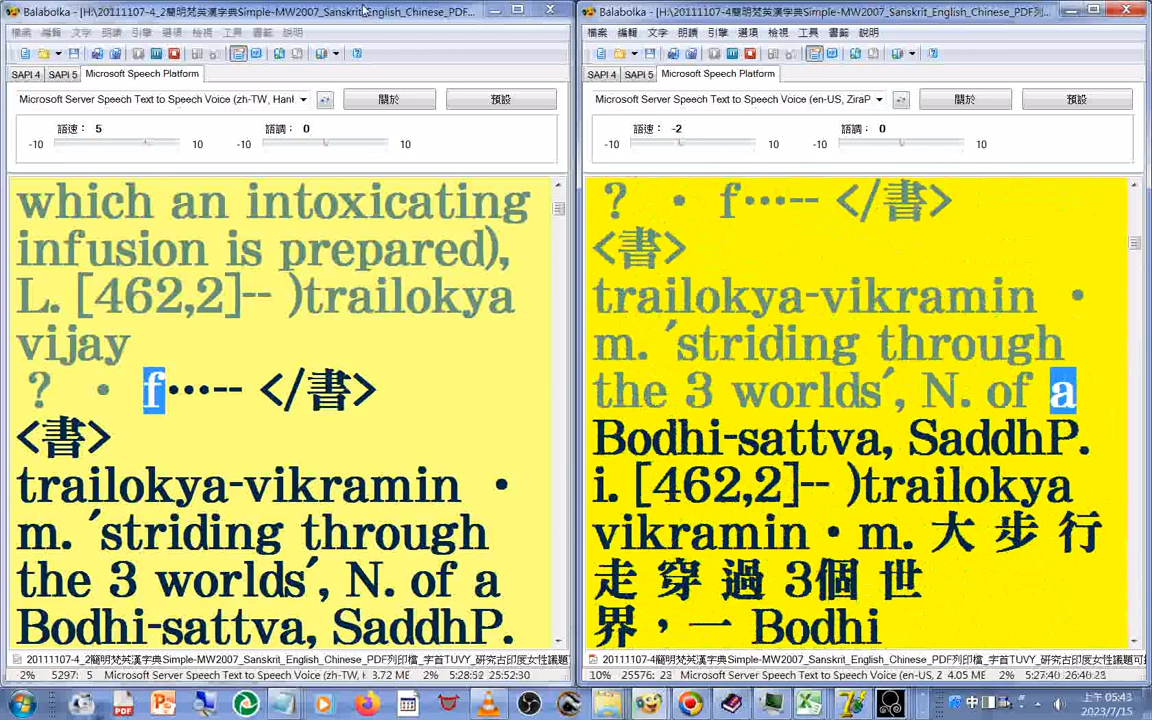 Balabolka - [H:\20111107-4_2簡明梵英漢字典Simple-MW2007_Sanskrit_English_Chinese_PDF...
檔案 編輯 文字 朗讀 引擎 選項 檢視 工具 書籤 說明
SAPI 4 SAPI 5 Microsoft Speech Platform
Microsoft Server Speech Text to Speech Voice (zh-TW, Hanl
關於 預設
語速： 5 語調： 0
-10 10 -10 10
which an intoxicating
infusion is prepared),
L. [462,2]-- )trailokya
vijay
? • f…-- </書>
<書>
trailokya-vikramin •
m. ´striding through
the 3 worlds´, N. of a
Bodhi-sattva, SaddhP.
20111107-4_2簡明梵英漢字典Simple-MW2007_Sanskrit_English_Chinese_PDF列印檔_字首TUVY_研究古印度女性議題
2% 5297: 5 Microsoft Server Speech Text to Speech Voice (zh-TW, H 3.72 ME 2% 5:28:52 25:52:30
Balabolka - [H:\20111107-4簡明梵英漢字典Simple-MW2007_Sanskrit_English_Chinese_PDF列...
檔案 編輯 文字 朗讀 引擎 選項 檢視 工具 書籤 說明
SAPI 4 SAPI 5 Microsoft Speech Platform
Microsoft Server Speech Text to Speech Voice (en-US, ZiraP
關於 預設
語速： -2 語調： 0
-10 10 -10 10
? • f…-- </書>
<書>
trailokya-vikramin •
m. ´striding through
the 3 worlds´, N. of a
Bodhi-sattva, SaddhP.
i. [462,2]-- )trailokya
vikramin • m. 大 步 行
走 穿 過 3個 世
界，一 Bodhi
20111107-4簡明梵英漢字典Simple-MW2007_Sanskrit_English_Chinese_PDF列印檔_字首TUVY_研究古印度女性議題可
10% 25576: 23 Microsoft Server Speech Text to Speech Voice (en-US, Z 4.05 ME 2% 5:27:40 26:40:23
中
上午 05:43
2023/7/15